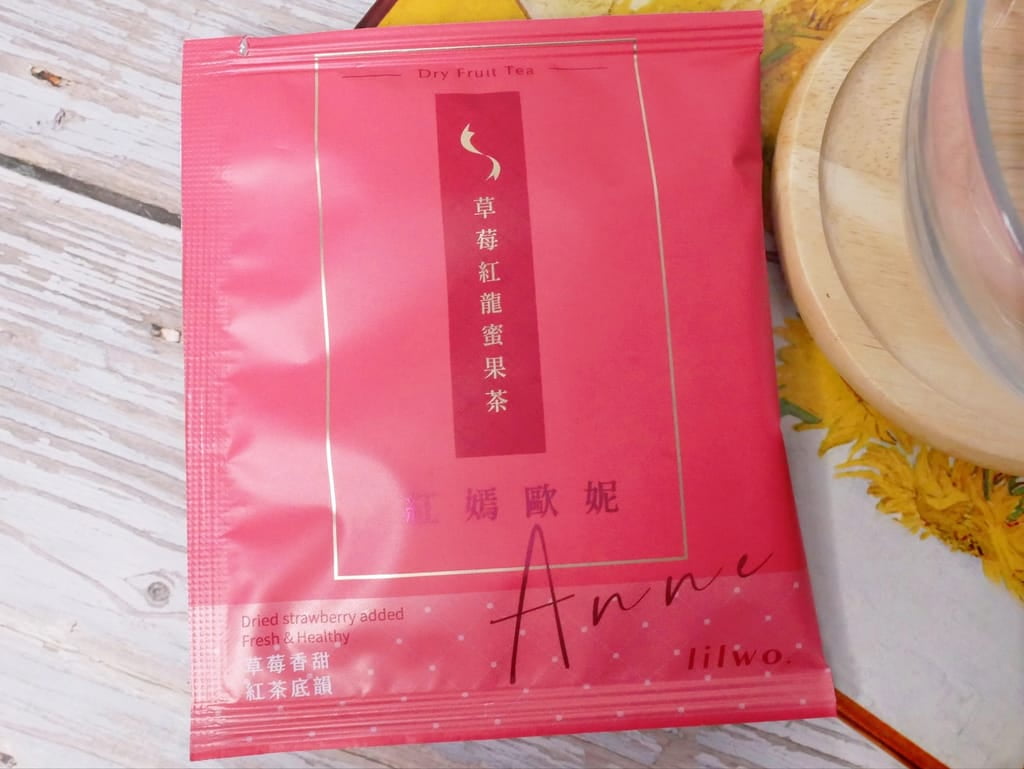 Dry Fruit Tea
草莓紅龍蜜果茶
紅嫣歐妮
Anne
Dried strawberry added
Fresh & Healthy
草莓香甜
紅茶底韻
lilwo.